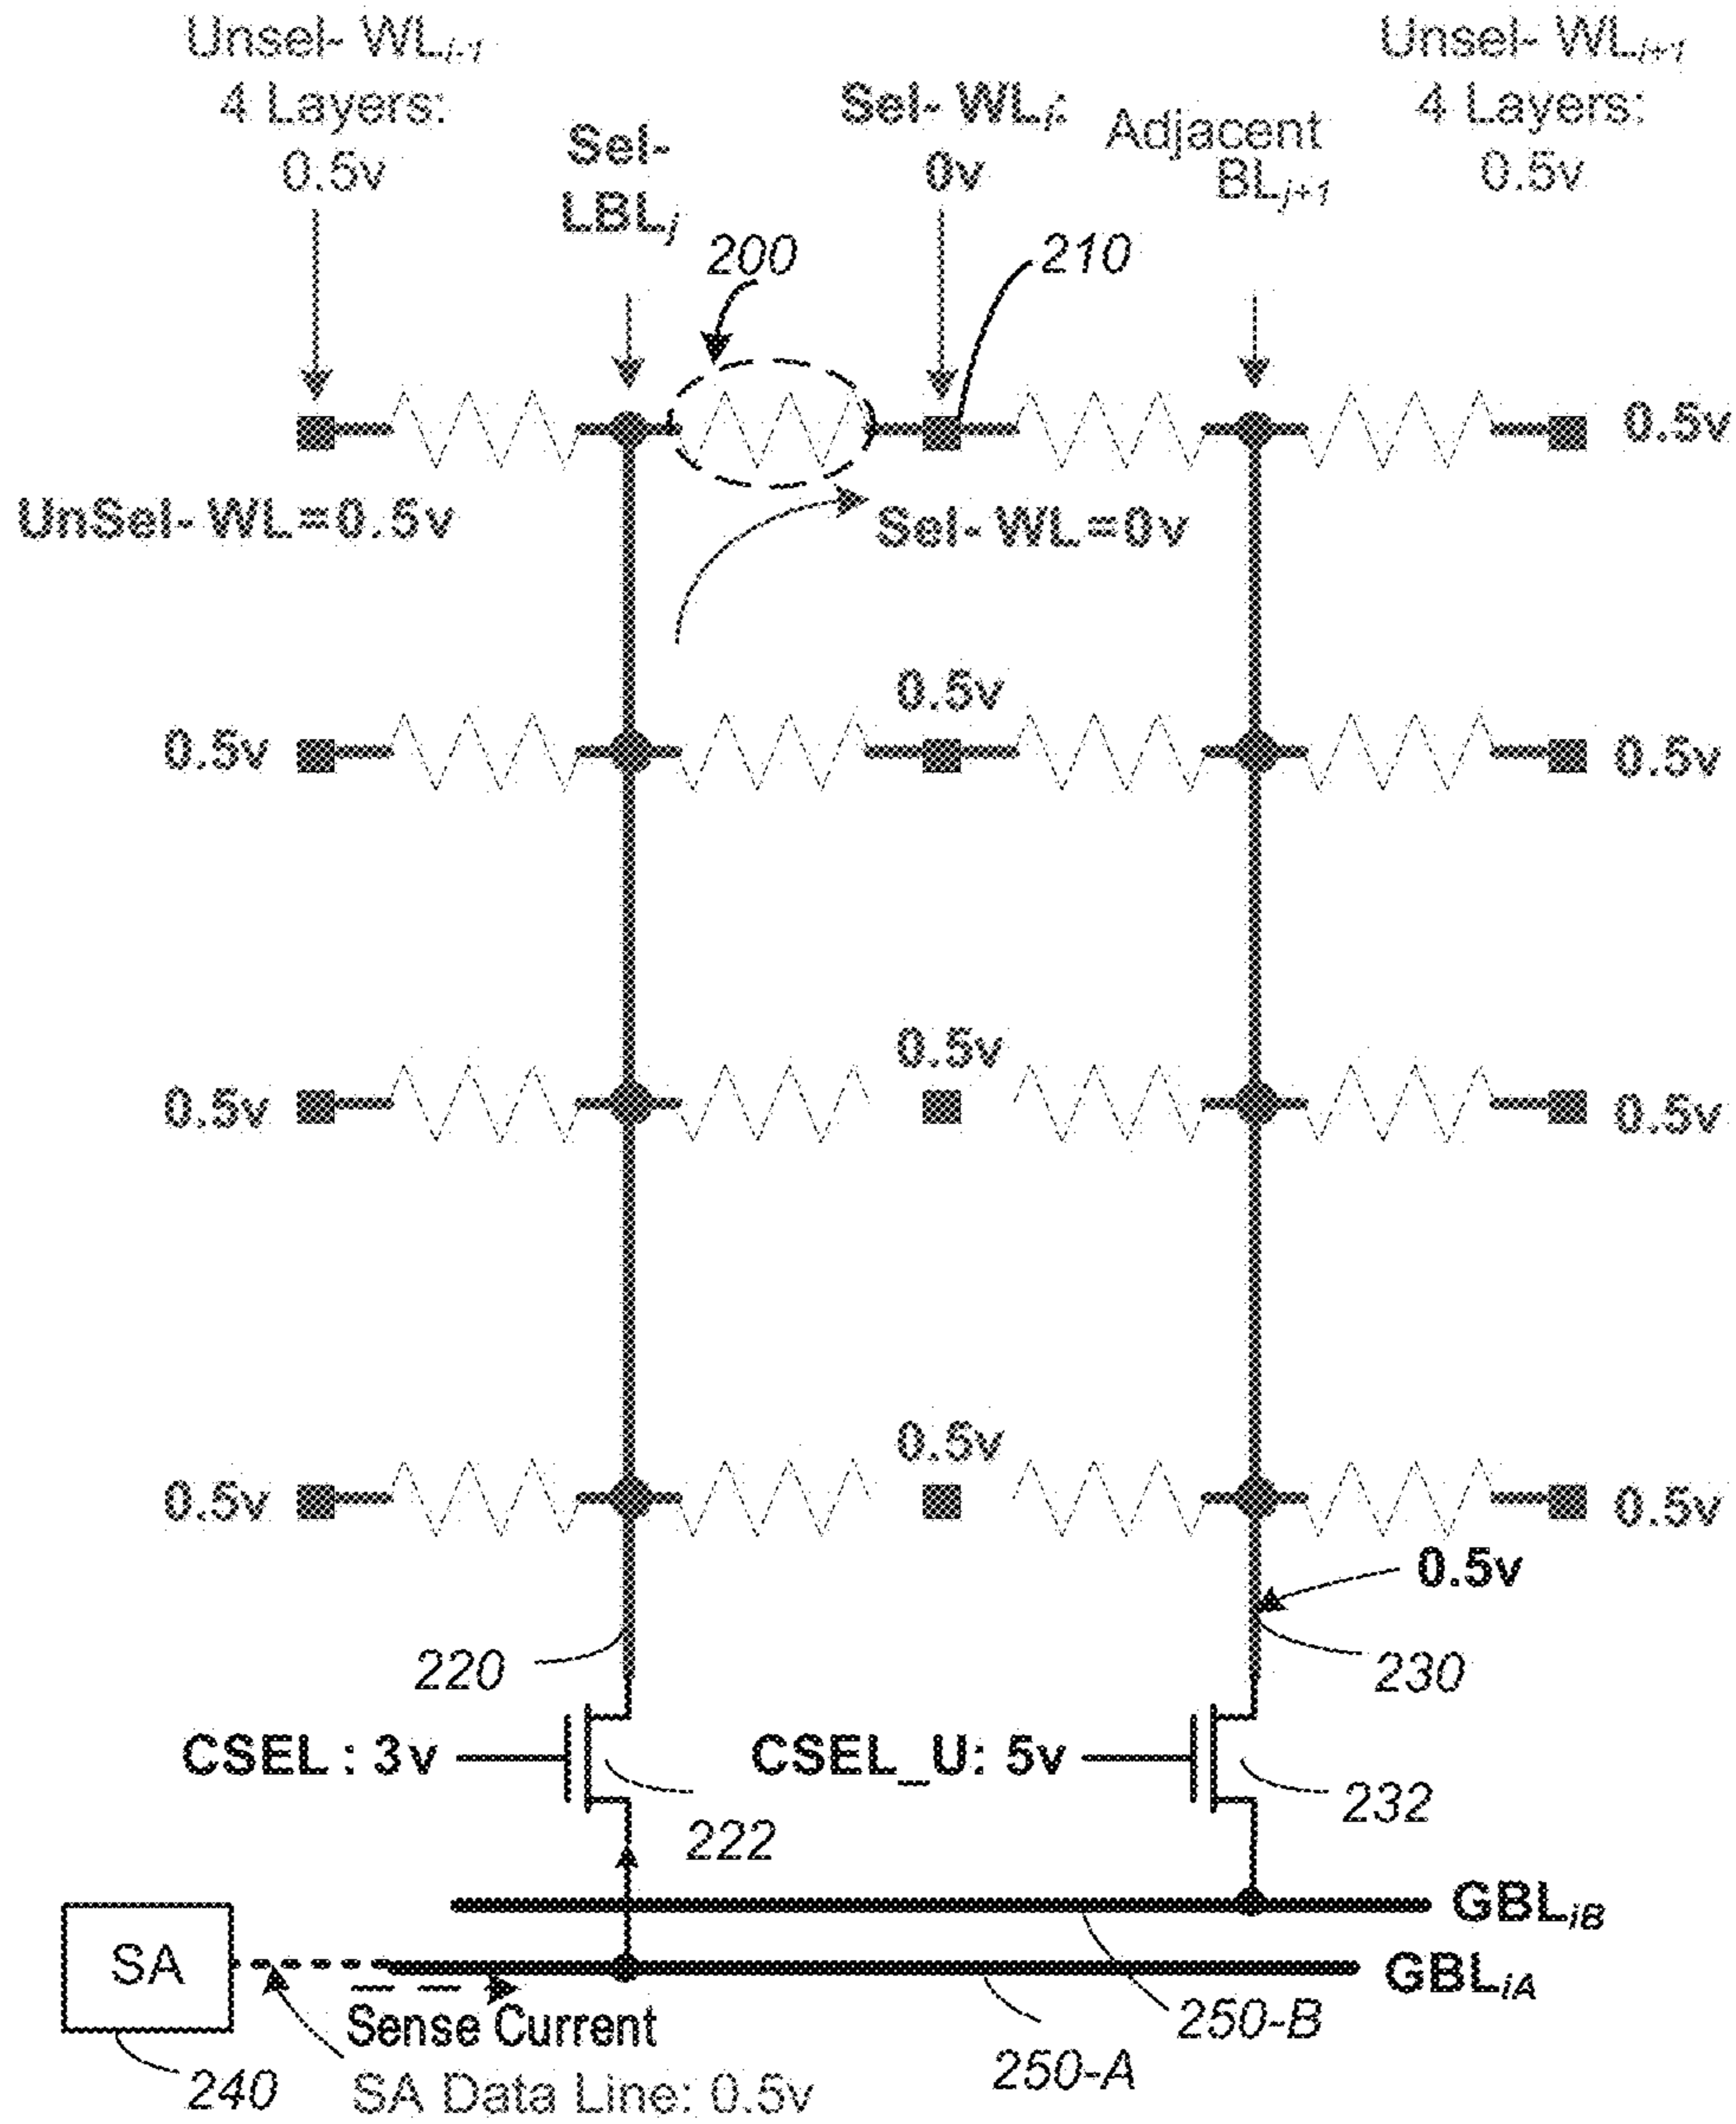 Unsel- WLi-1
4 Layers:
0.5v
Sel-
LBLj
Sel- WLi:
0v
Adjacent
BLj+1
Unsel- WLi+1
4 Layers:
0.5v
200
210
0.5v
UnSel- WL=0.5v
Sel- WL=0v
0.5v
0.5v
0.5v
0.5v
0.5v
0.5v
0.5v
0.5v
0.5v
0.5v
220
230
CSEL : 3v
CSEL_U: 5v
222
232
GBLiB
SA
GBLiA
Sense Current
250-B
240
SA Data Line: 0.5v
250-A